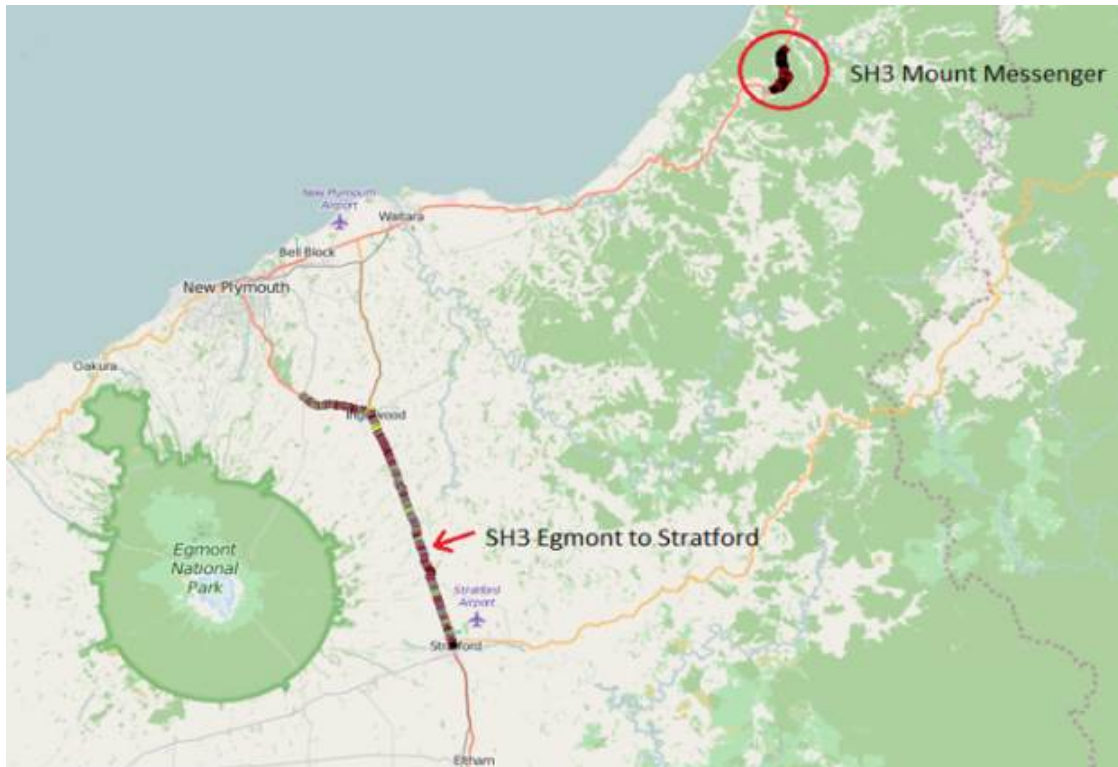 SH3 Mount Messenger
New Plymouth
Airport
Waitara
Bell Block
New Plymouth
Oakura
SH3 Egmont to Stratford
Egmont
National
Park
Stratford
Airport
Eltham